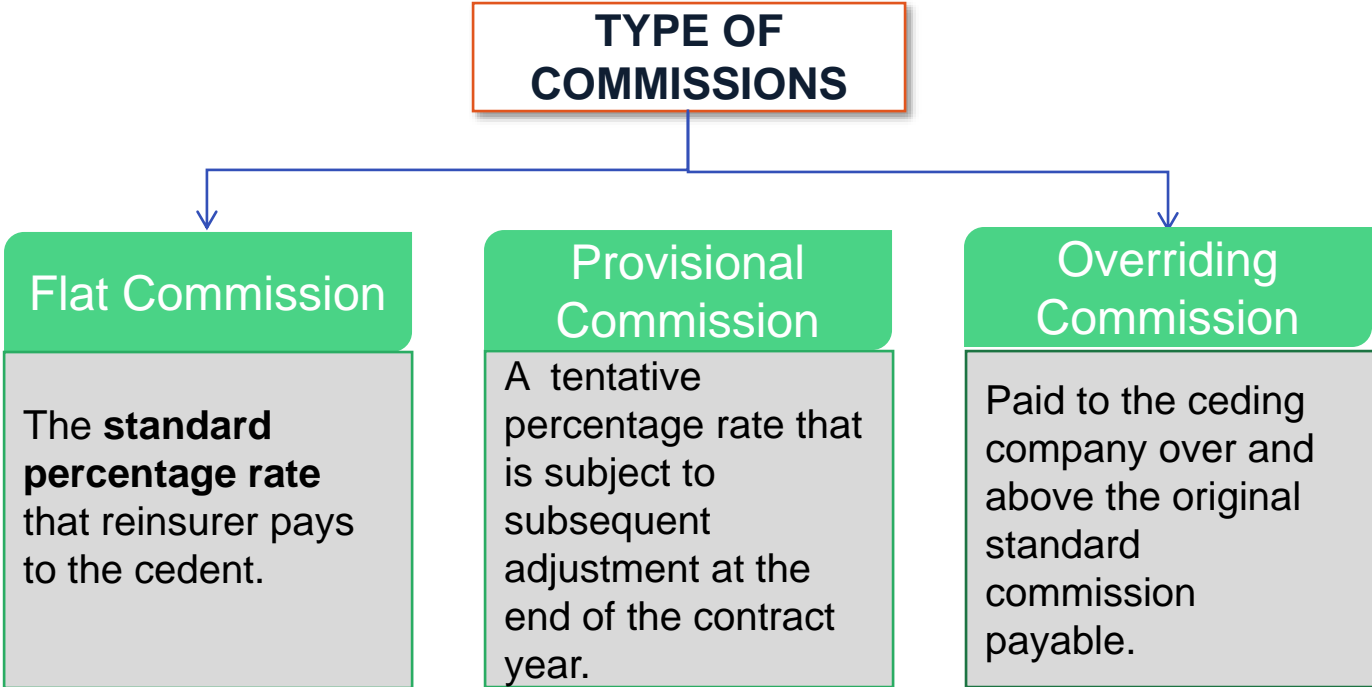 TYPE OF
COMMISSIONS
Flat Commission
The standard
percentage rate
that reinsurer pays
to the cedent.
Provisional
Commission
A tentative
percentage rate that
is subject to
subsequent
adjustment at the
end of the contract
year.
Overriding
Commission
Paid to the ceding
company over and
above the original
standard
commission
payable.